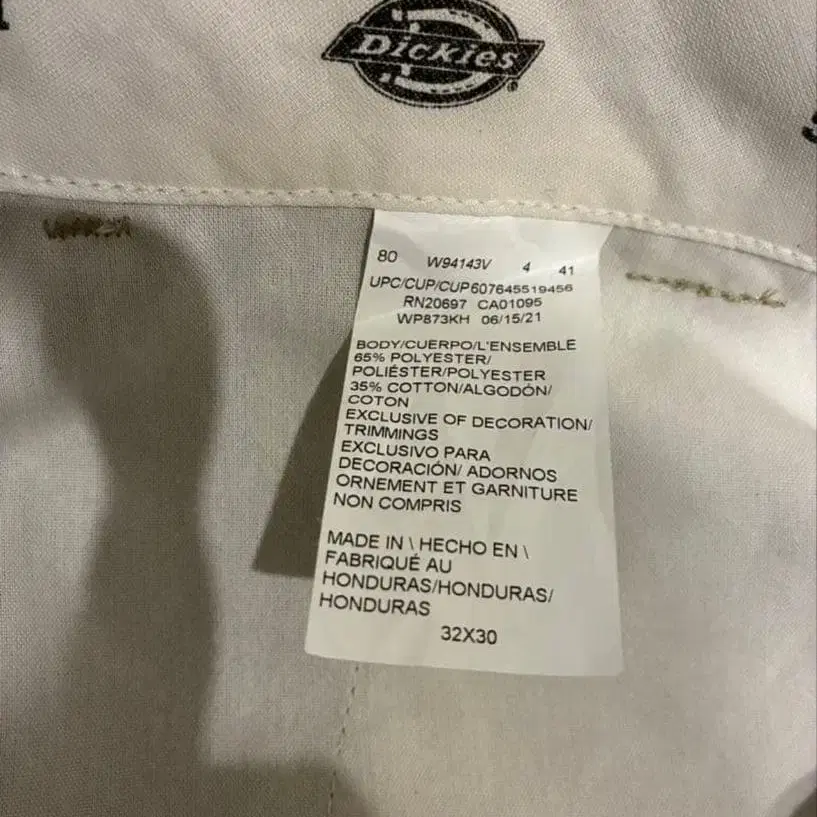 Dickies®
80 W94143V 4 41
UPC/CUP/CUP607645519456
RN20697 CA01095
WP873KH 06/15/21
BODY/CUERPO/L'ENSEMBLE
65% POLYESTER/
POLIÉSTER/POLYESTER
35% COTTON/ALGODÓN/
COTON
EXCLUSIVE OF DECORATION/
TRIMMINGS
EXCLUSIVO PARA
DECORACIÓN/ ADORNOS
ORNEMENT ET GARNITURE
NON COMPRIS
MADE IN \ HECHO EN \
FABRIQUÉ AU
HONDURAS/HONDURAS/
HONDURAS
32X30